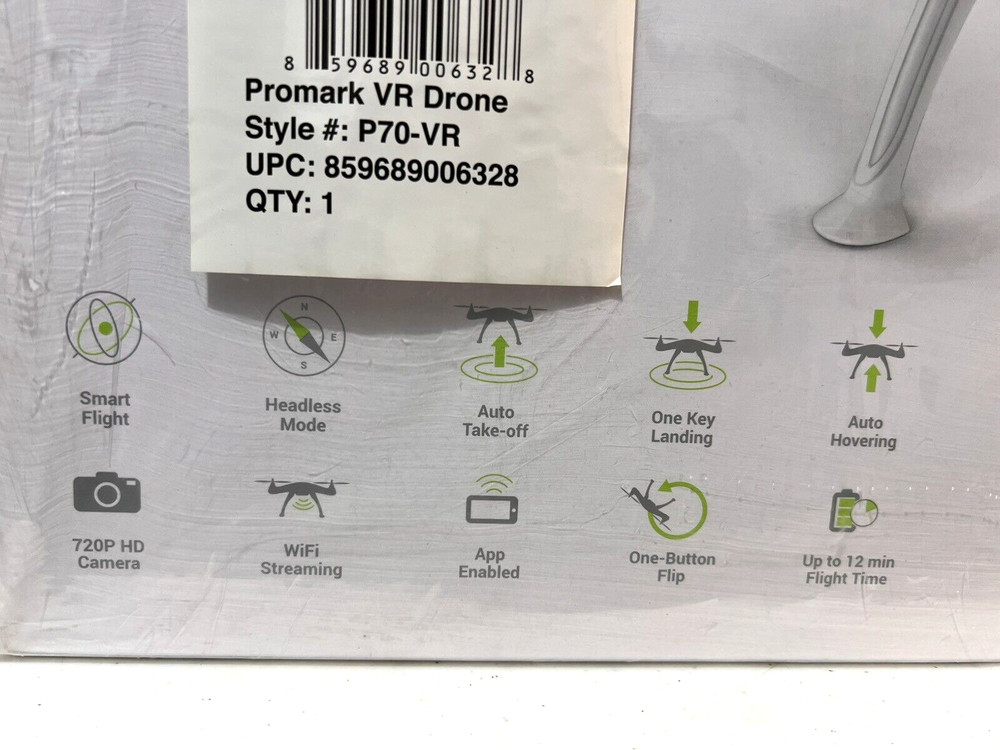 8 59689 00632 8
Promark VR Drone
Style #: P70-VR
UPC: 859689006328
QTY: 1
N
W E
S
Smart
Flight
Headless
Mode
Auto
Take-off
One Key
Landing
Auto
Hovering
720P HD
Camera
WiFi
Streaming
App
Enabled
One-Button
Flip
Up to 12 min
Flight Time